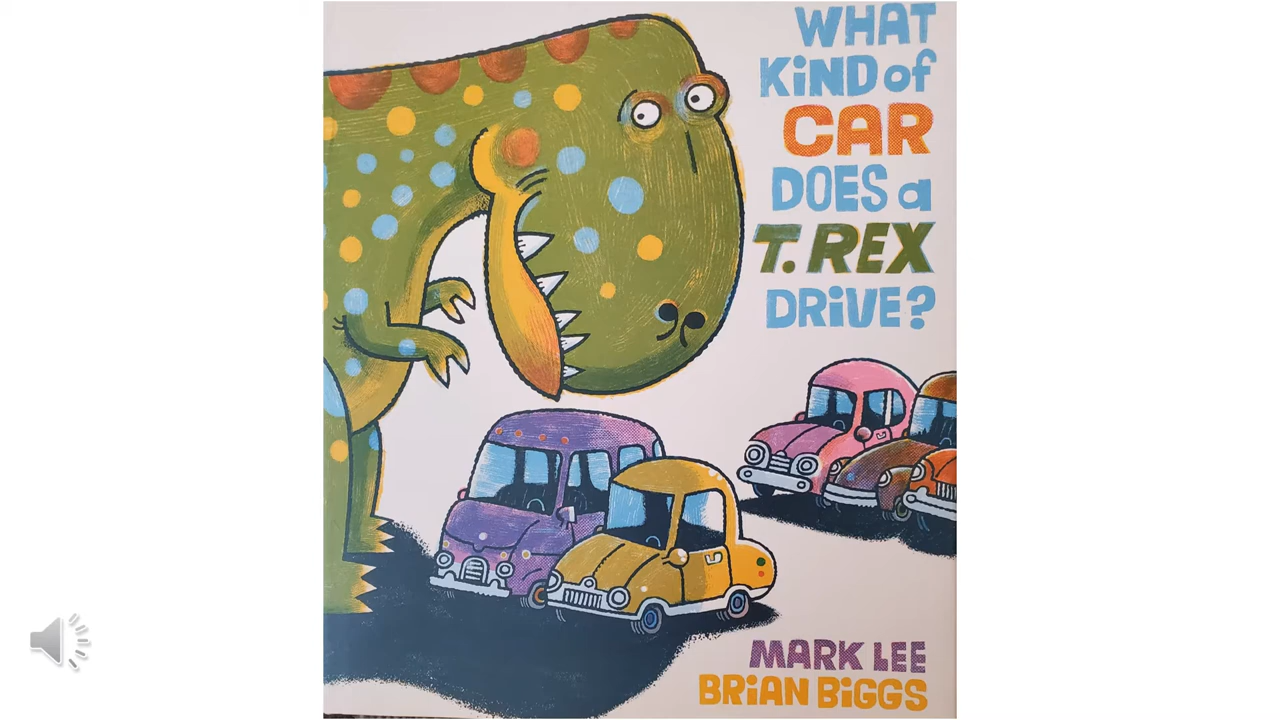 WHAT
KiND of
CAR
DOES a
T. REX
DRiVE?
MARK LEE
BRiAN BiGGS